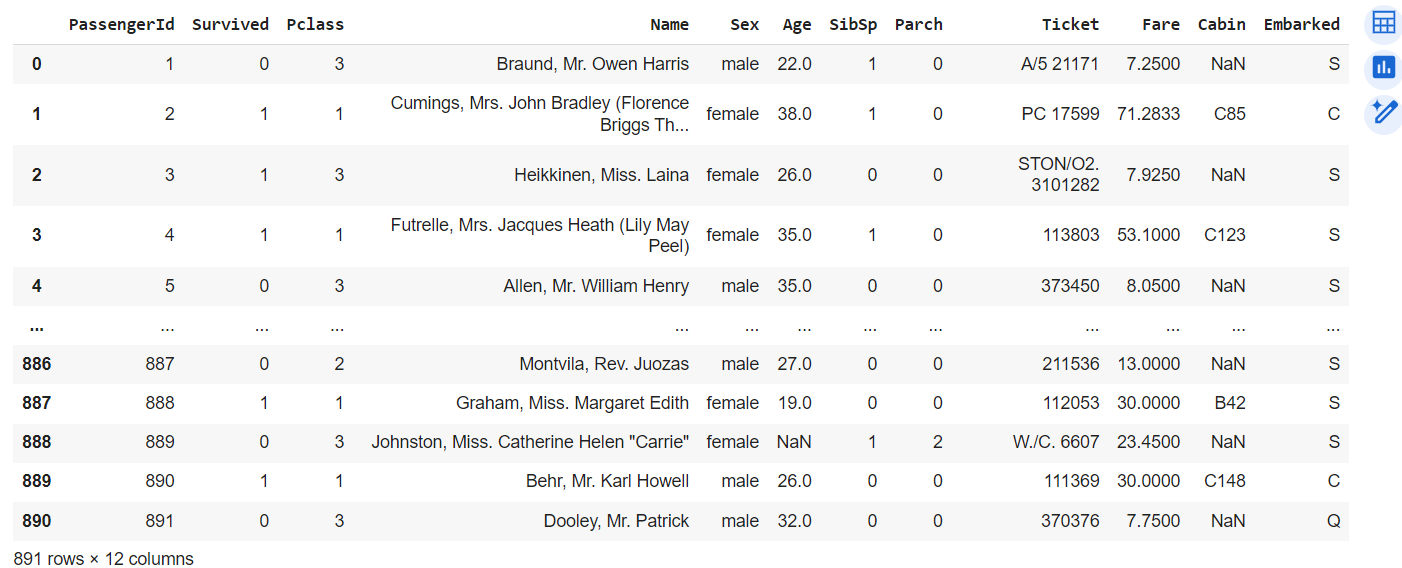 PassengerId Survived Pclass Name Sex Age SibSp Parch Ticket Fare Cabin Embarked
0 1 0 3 Braund, Mr. Owen Harris male 22.0 1 0 A/5 21171 7.2500 NaN S
1 2 1 1 Cumings, Mrs. John Bradley (Florence Briggs Th... female 38.0 1 0 PC 17599 71.2833 C85 C
2 3 1 3 Heikkinen, Miss. Laina female 26.0 0 0 STON/O2. 3101282 7.9250 NaN S
3 4 1 1 Futrelle, Mrs. Jacques Heath (Lily May Peel) female 35.0 1 0 113803 53.1000 C123 S
4 5 0 3 Allen, Mr. William Henry male 35.0 0 0 373450 8.0500 NaN S
... ... ... ... ... ... ... ... ... ... ... ... ...
886 887 0 2 Montvila, Rev. Juozas male 27.0 0 0 211536 13.0000 NaN S
887 888 1 1 Graham, Miss. Margaret Edith female 19.0 0 0 112053 30.0000 B42 S
888 889 0 3 Johnston, Miss. Catherine Helen "Carrie" female NaN 1 2 W./C. 6607 23.4500 NaN S
889 890 1 1 Behr, Mr. Karl Howell male 26.0 0 0 111369 30.0000 C148 C
890 891 0 3 Dooley, Mr. Patrick male 32.0 0 0 370376 7.7500 NaN Q
891 rows × 12 columns